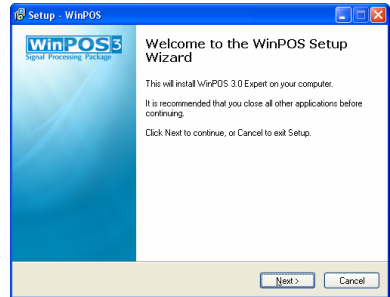 Setup - WinPOS
WinPOS 3
Signal Processing Package
Welcome to the WinPOS Setup
Wizard
This will install WinPOS 3.0 Expert on your computer.
It is recommended that you close all other applications before
continuing.
Click Next to continue, or Cancel to exit Setup.
Next >
Cancel